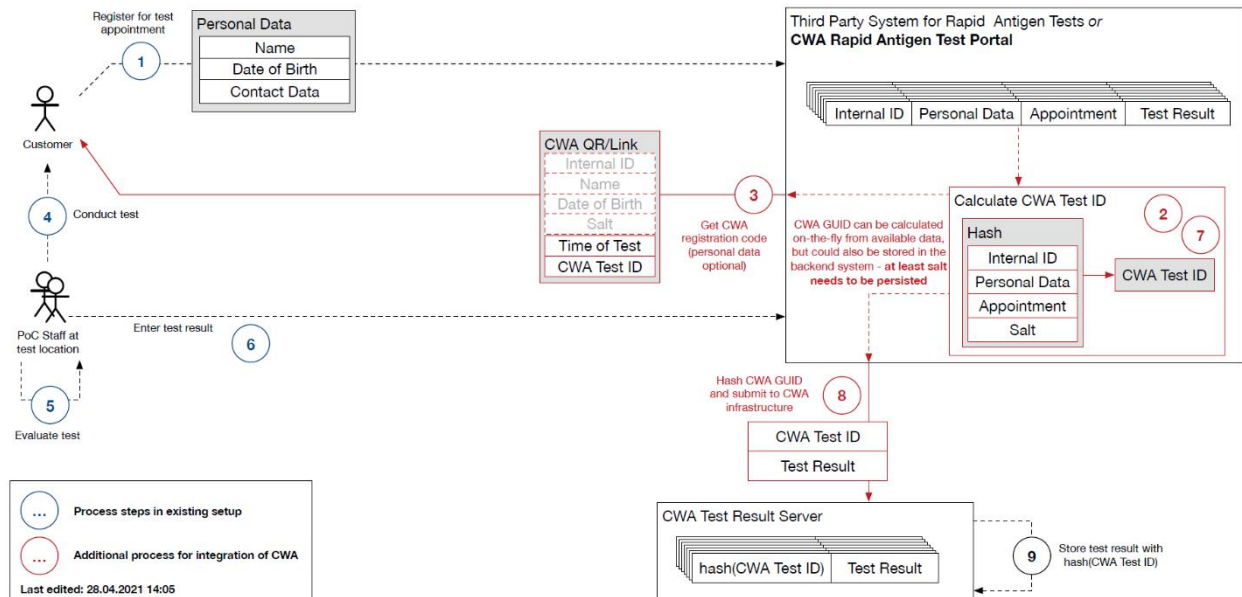 Register for test
appointment
1
Personal Data
Name
Date of Birth
Contact Data
Customer
4
Conduct test
PoC Staff at
test location
5
Evaluate test
Enter test result
6
CWA QR/Link
Internal ID
Name
Date of Birth
Salt
Time of Test
CWA Test ID
3
Get CWA
registration code
(personal data
optional)
Third Party System for Rapid Antigen Tests or
CWA Rapid Antigen Test Portal
Internal ID
Personal Data
Appointment
Test Result
CWA GUID can be calculated
on-the-fly from available data,
but could also be stored in the
backend system - at least salt
needs to be persisted
Calculate CWA Test ID
2
7
Hash
Internal ID
Personal Data
Appointment
Salt
CWA Test ID
Hash CWA GUID
and submit to CWA
infrastructure
8
CWA Test ID
Test Result
CWA Test Result Server
hash(CWA Test ID)
Test Result
9
Store test result with
hash(CWA Test ID)
...
Process steps in existing setup
...
Additional process for integration of CWA
Last edited: 28.04.2021 14:05